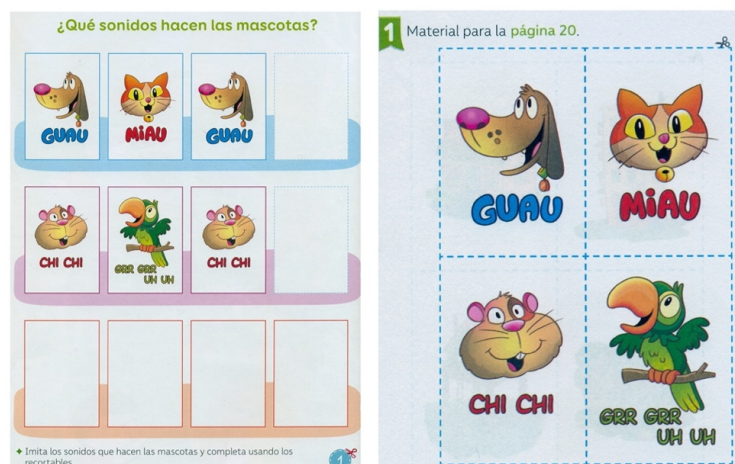 ¿Qué sonidos hacen las mascotas?
GUAU MIAU GUAU
CHI CHI GRR GRR UH UH CHI CHI
Imita los sonidos que hacen las mascotas y completa usando los
recortables
1
1 Material para la página 20.
GUAU MIAU
CHI CHI GRR GRR
UH UH